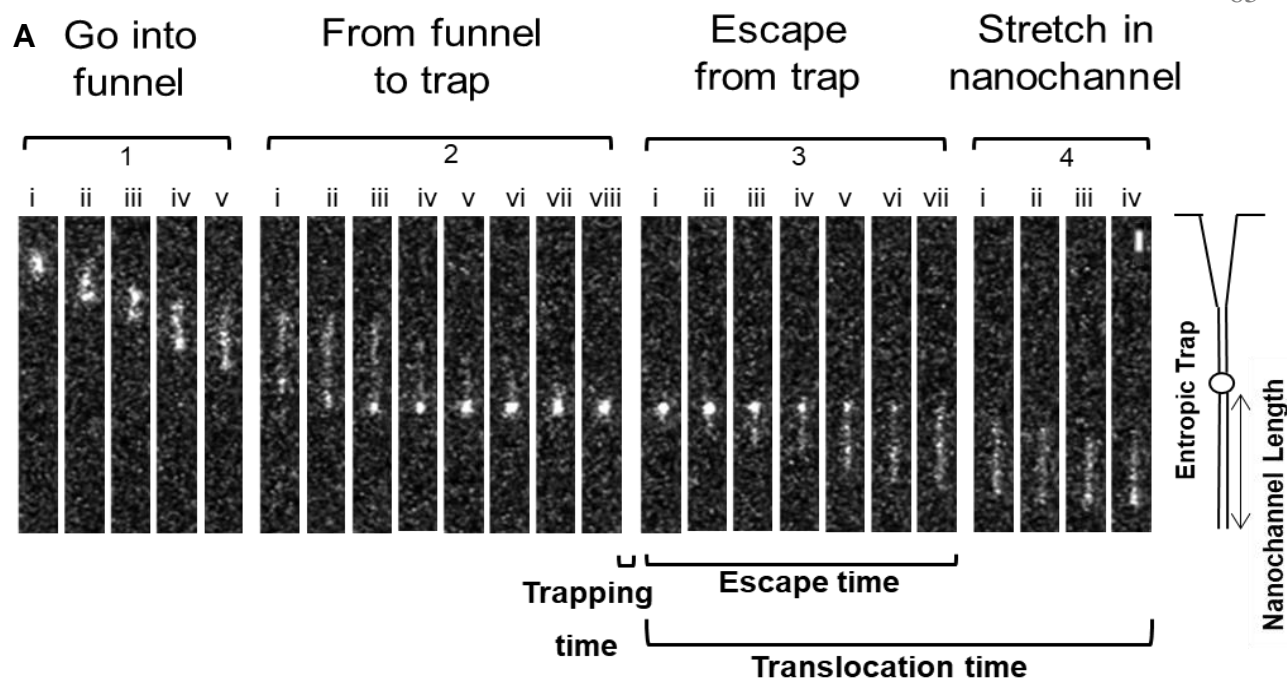 A
Go into
funnel
From funnel
to trap
Escape
from trap
Stretch in
nanochannel
1
2
3
4
i ii iii iv v
i ii iii iv v vi vii viii
i ii iii iv v vi vii
i ii iii iv
Entropic Trap
Nanochannel Length
Trapping
time
Escape time
Translocation time